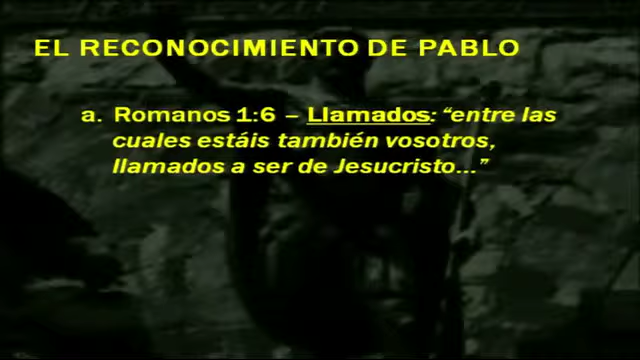 EL RECONOCIMIENTO DE PABLO
a. Romanos 1:6 – Llamados: “entre las
cuales estáis también vosotros,
llamados a ser de Jesucristo...”